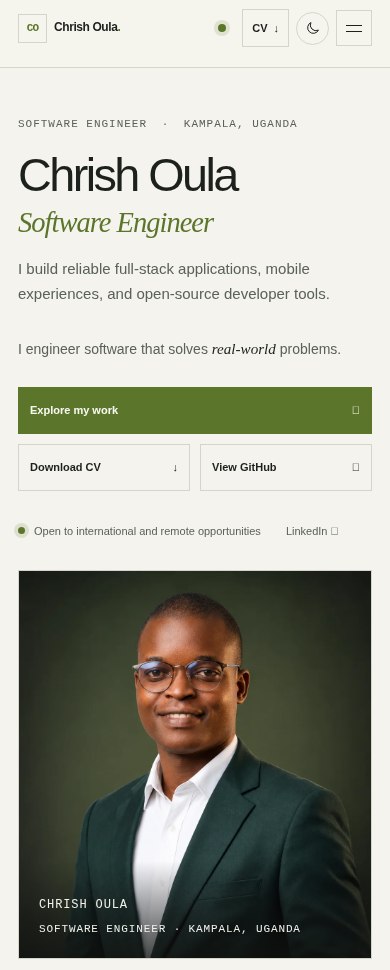 co Chrish Oula. CV ↓
SOFTWARE ENGINEER · KAMPALA, UGANDA
Chrish Oula
Software Engineer
I build reliable full-stack applications, mobile
experiences, and open-source developer tools.
I engineer software that solves real-world problems.
Explore my work
Download CV ↓ View GitHub
Open to international and remote opportunities LinkedIn
CHRISH OULA
SOFTWARE ENGINEER · KAMPALA, UGANDA